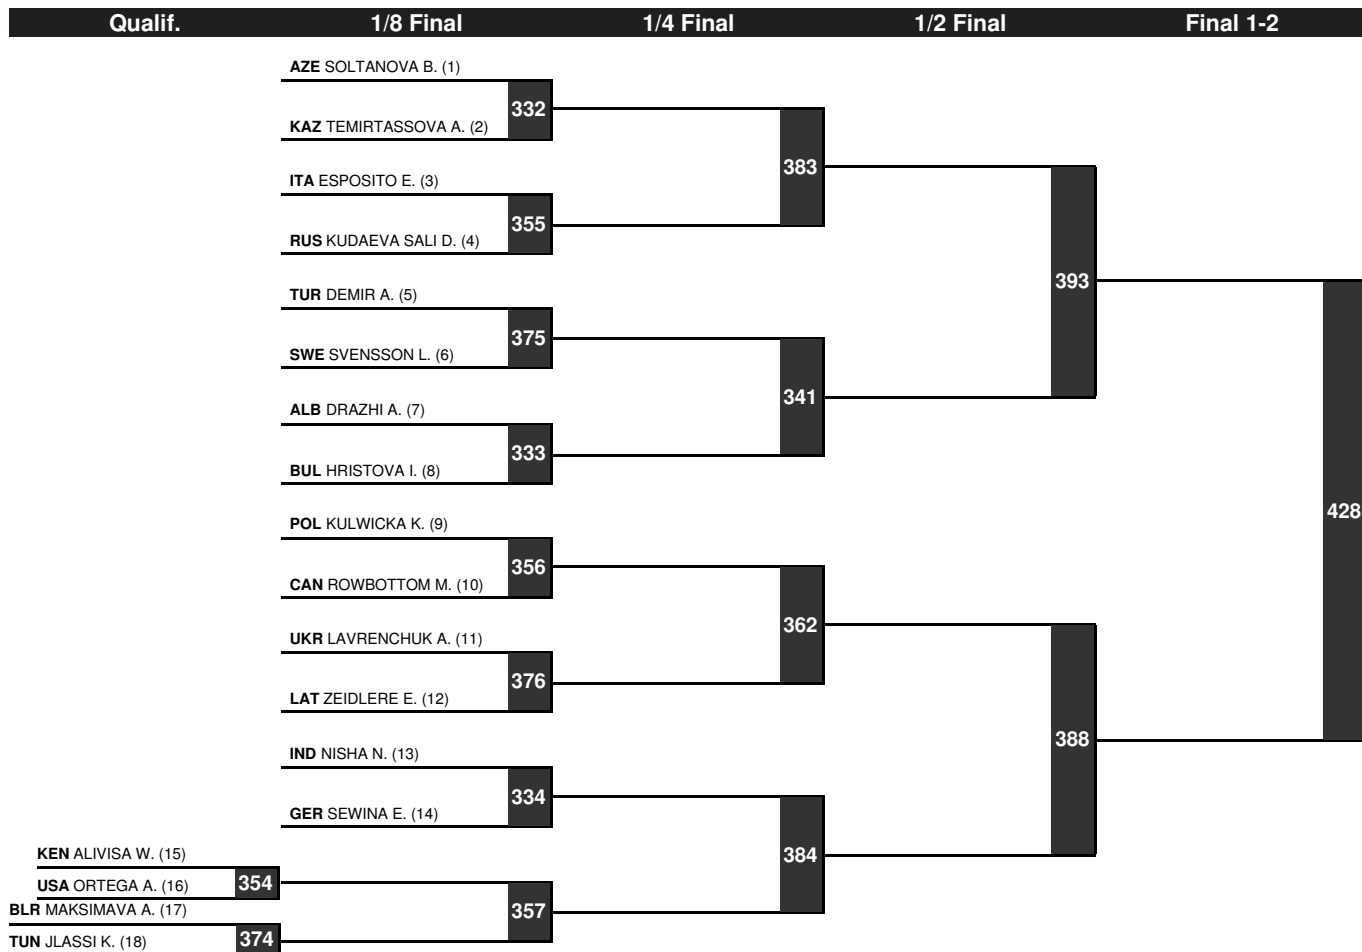 Qualif. 1/8 Final 1/4 Final 1/2 Final Final 1-2
AZE SOLTANOVA B. (1)
332
KAZ TEMIRTASSOVA A. (2)
383
ITA ESPOSITO E. (3)
355
RUS KUDAEVA SALI D. (4)
393
TUR DEMIR A. (5)
375
SWE SVENSSON L. (6)
341
ALB DRAZHI A. (7)
333
BUL HRISTOVA I. (8)
428
POL KULWICKA K. (9)
356
CAN ROWBOTTOM M. (10)
362
UKR LAVRENCHUK A. (11)
376
LAT ZEIDLERE E. (12)
388
IND NISHA N. (13)
334
GER SEWINA E. (14)
384
KEN ALIVISA W. (15)
354
USA ORTEGA A. (16)
357
BLR MAKSIMAVA A. (17)
374
TUN JLASSI K. (18)